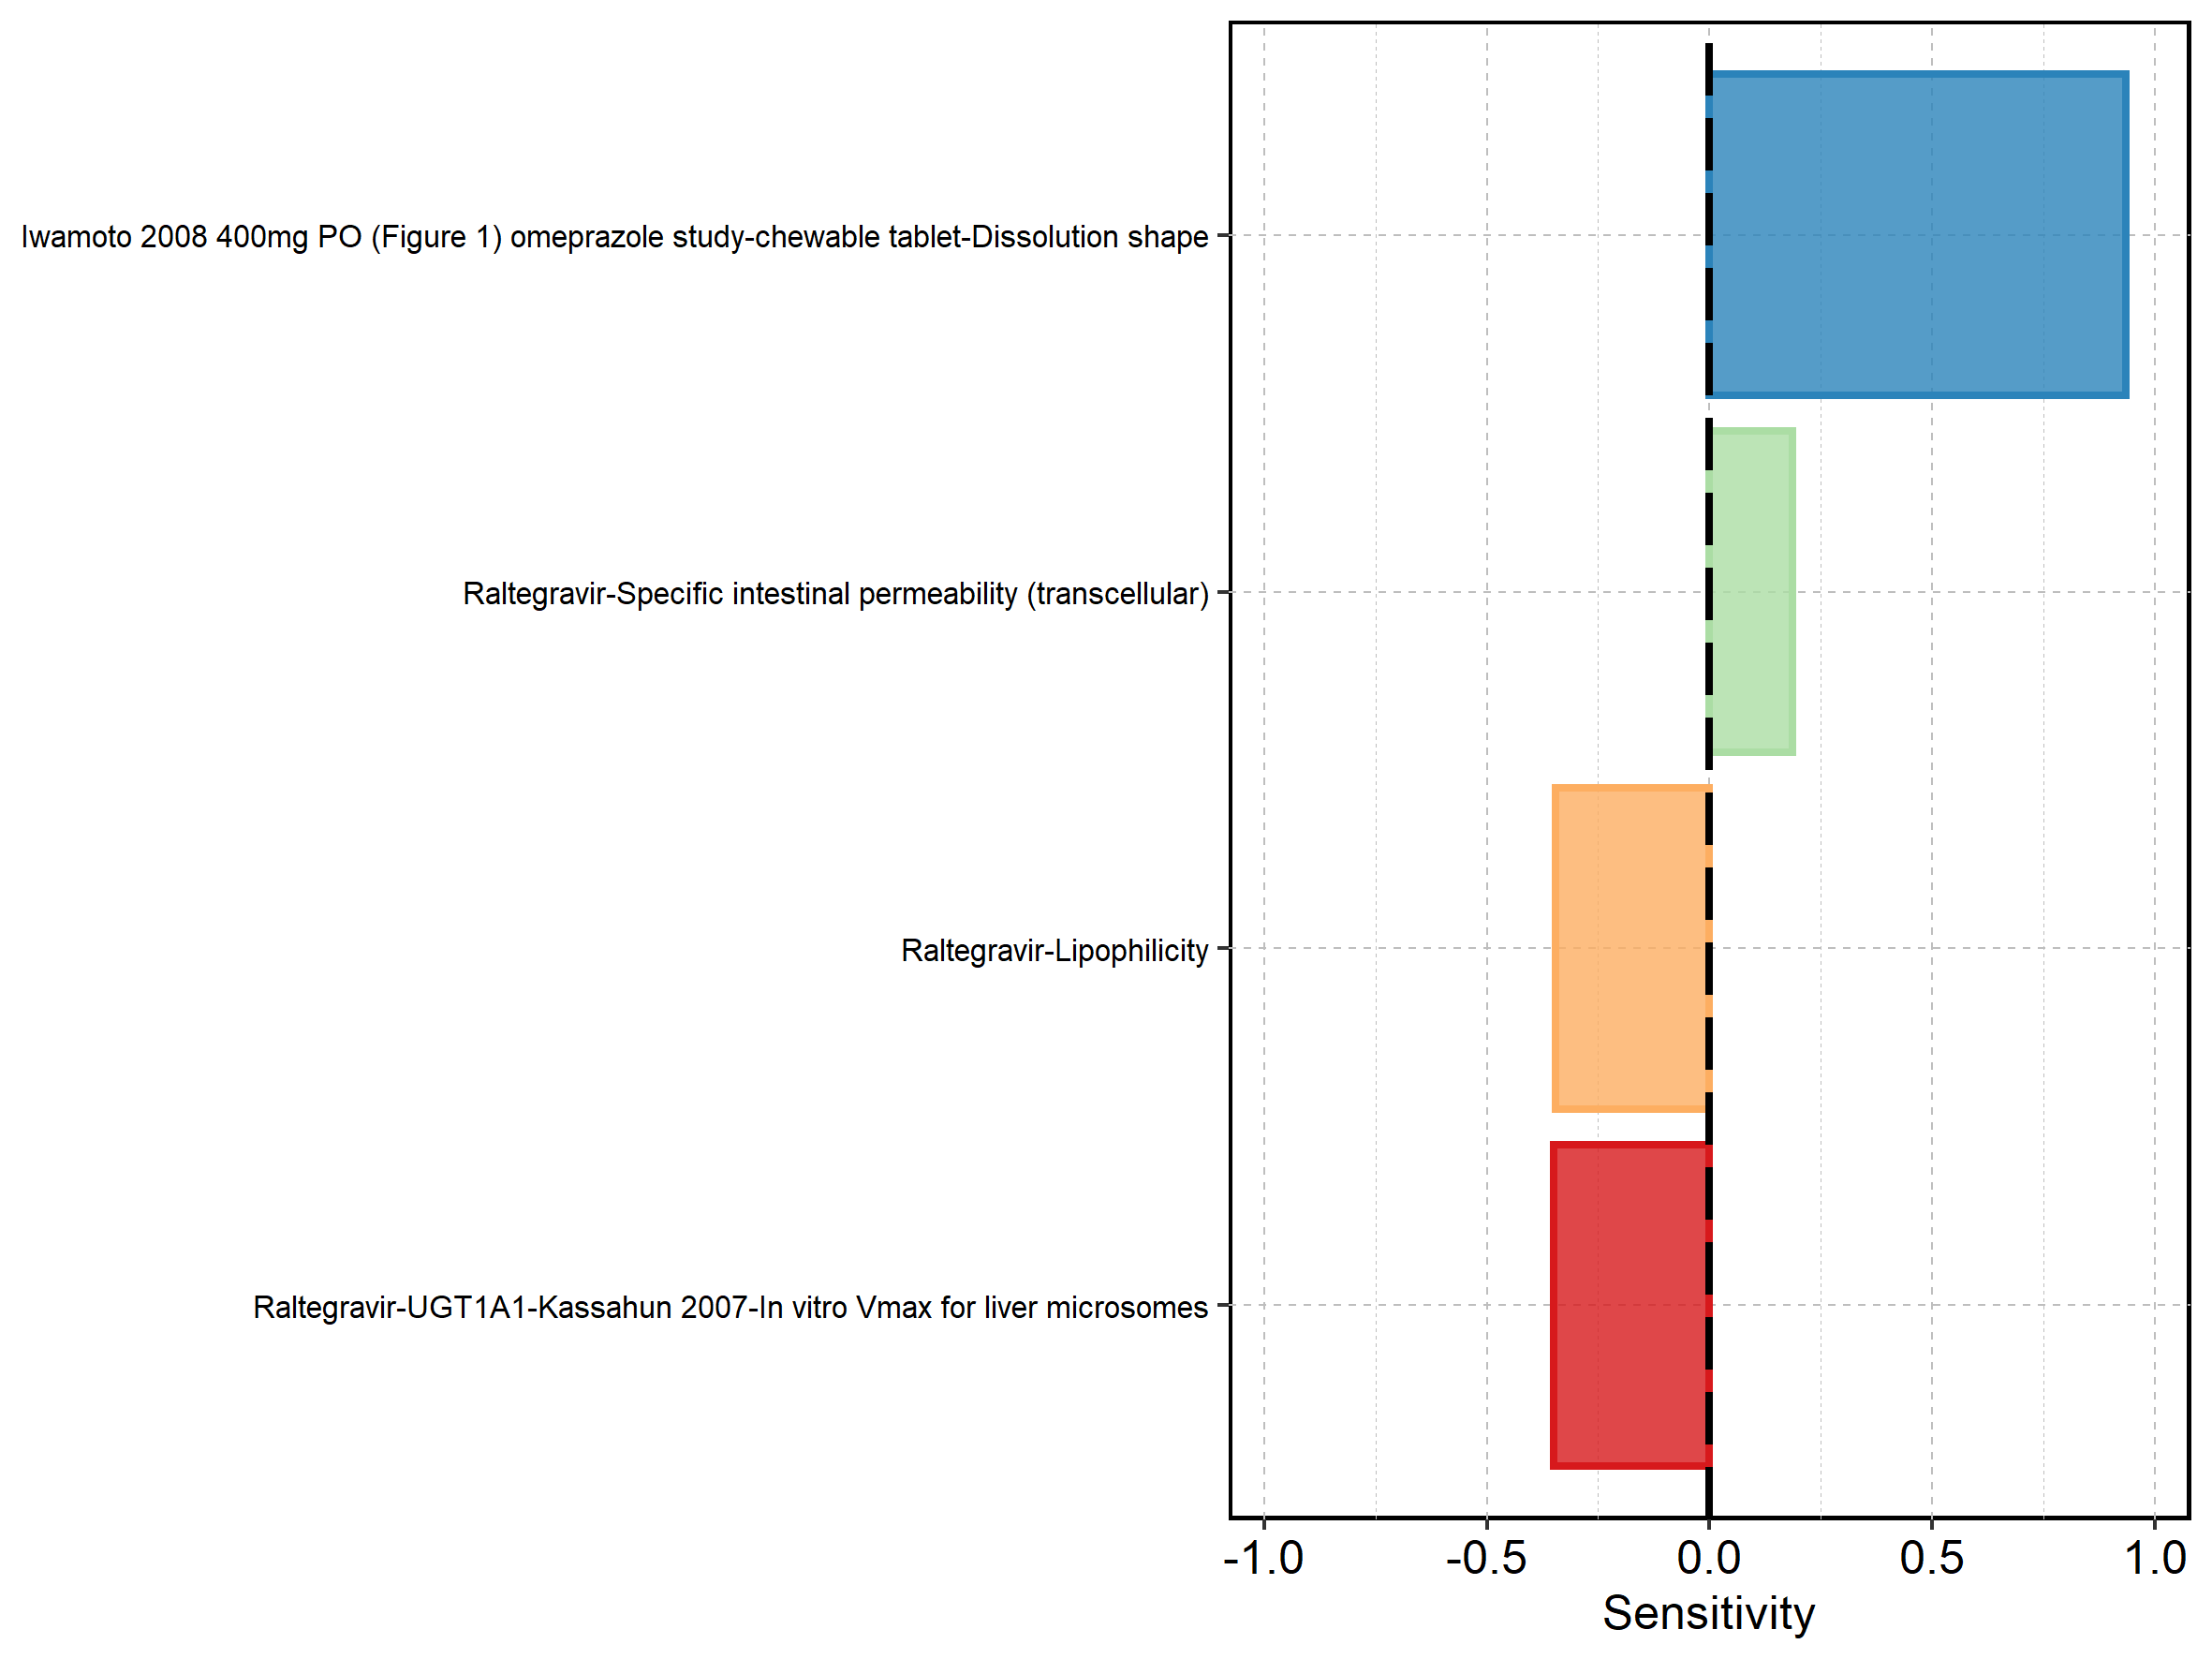 Iwamoto 2008 400mg PO (Figure 1) omeprazole study-chewable tablet-Dissolution shape
Raltegravir-Specific intestinal permeability (transcellular)
Raltegravir-Lipophilicity
Raltegravir-UGT1A1-Kassahun 2007-In vitro Vmax for liver microsomes
-1.0 -0.5 0.0 0.5 1.0
Sensitivity